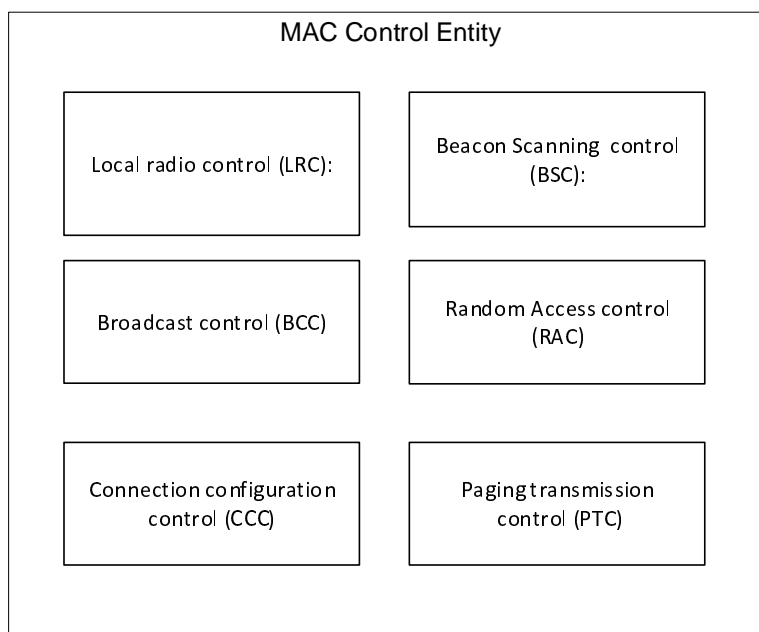 MAC Control Entity
Local radio control (LRC):
Beacon Scanning control
(BSC):
Broadcast control (BCC)
Random Access control
(RAC)
Connection configuration
control (CCC)
Paging transmission
control (PTC)